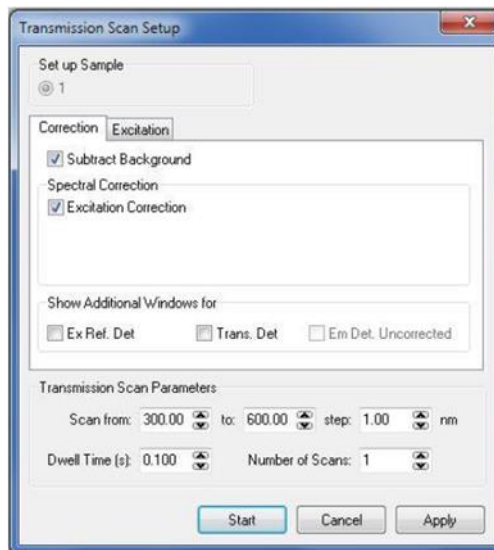 Transmission Scan Setup
Set up Sample
1
Correction Excitation
Subtract Background
Spectral Correction
Excitation Correction
Show Additional Windows for
Ex Ref. Det Trans. Det Em Det. Uncorrected
Transmission Scan Parameters
Scan from: 300.00 to: 600.00 step: 1.00 nm
Dwell Time (s): 0.100 Number of Scans: 1
Start Cancel Apply